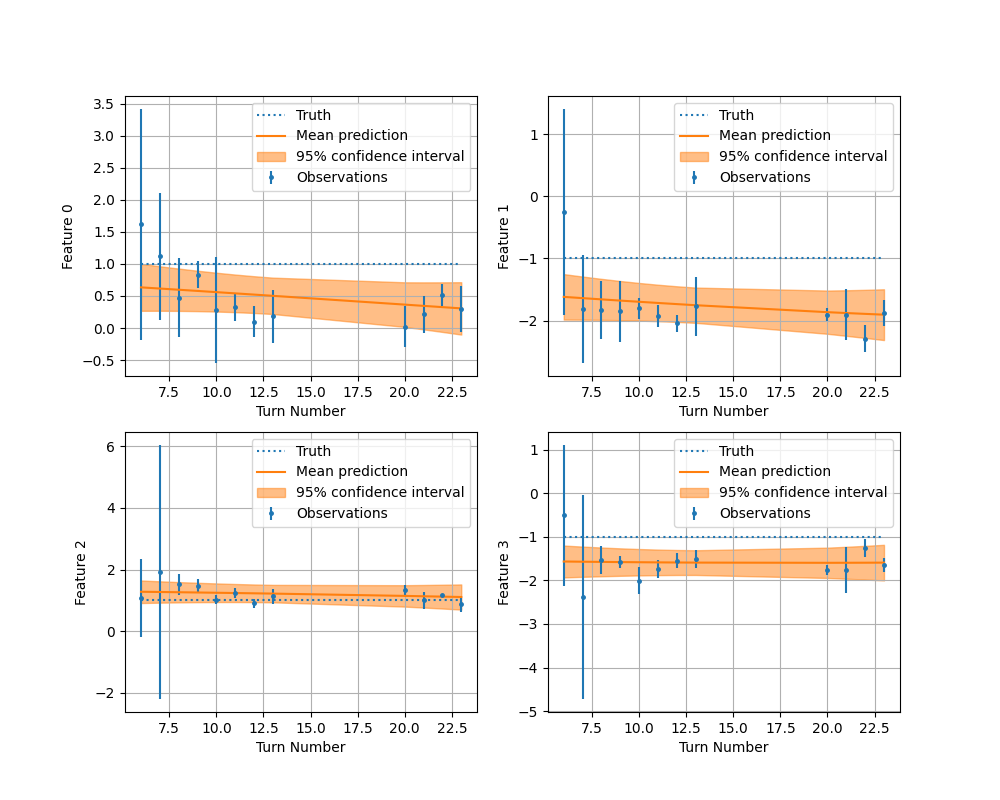 3.5
3.0
2.5
2.0
1.5
1.0
0.5
0.0
−0.5
Feature 0
Truth
Mean prediction
95% confidence interval
Observations
7.5 10.0 12.5 15.0 17.5 20.0 22.5
Turn Number
1
0
−1
−2
Feature 1
Truth
Mean prediction
95% confidence interval
Observations
7.5 10.0 12.5 15.0 17.5 20.0 22.5
Turn Number
6
4
2
0
−2
Feature 2
Truth
Mean prediction
95% confidence interval
Observations
7.5 10.0 12.5 15.0 17.5 20.0 22.5
Turn Number
1
0
−1
−2
−3
−4
−5
Feature 3
Truth
Mean prediction
95% confidence interval
Observations
7.5 10.0 12.5 15.0 17.5 20.0 22.5
Turn Number